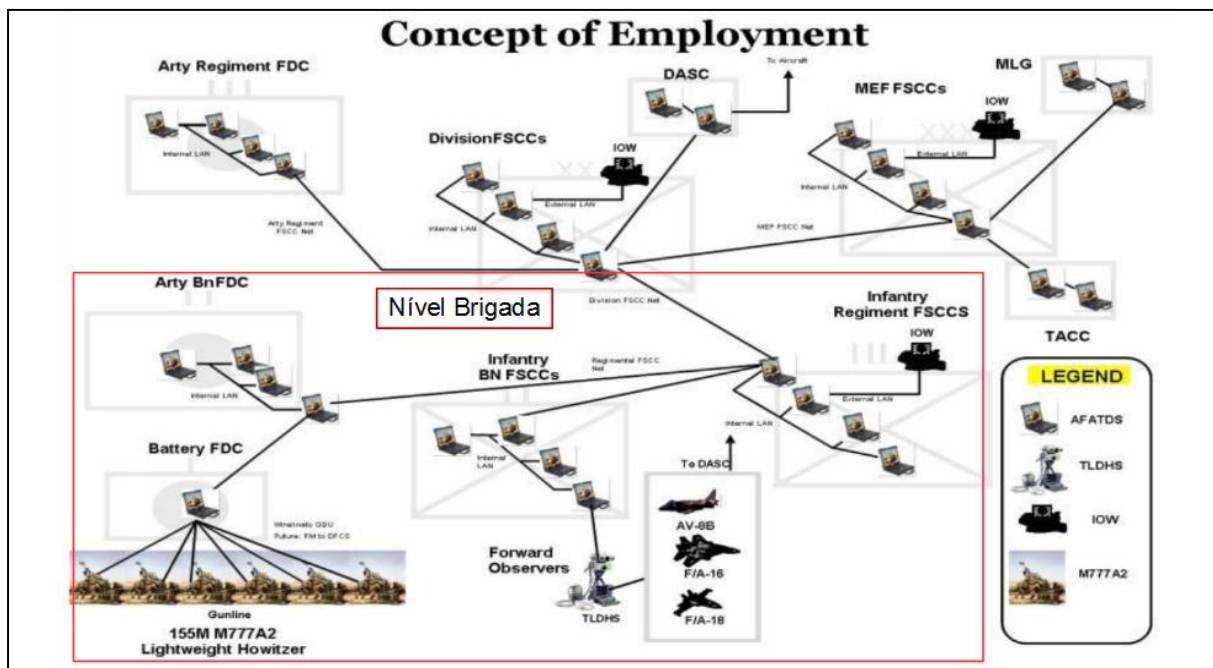 Concept of Employment
Arty Regiment FDC
Internal LAN
Arty Regiment
FSCC Net
DivisionFSCCs
IOW
External LAN
Internal LAN
DASC
To Aircraft
MEF FSCCs
IOW
External LAN
Internal LAN
MEF FSCC Net
MLG
TACC
Nível Brigada
Division FSCC Net
Arty BnFDC
Internal LAN
Infantry
BN FSCCs
Regimental FSCC
Net
Internal
LAN
Infantry
Regiment FSCCS
IOW
External LAN
Internal LAN
Battery FDC
Wirelineto GDU
Future: FM to DFCS
Gunline
155M M777A2
Lightweight Howitzer
Forward
Observers
TLDHS
To DASC
AV-8B
F/A-16
F/A-18
LEGEND
AFATDS
TLDHS
IOW
M777A2